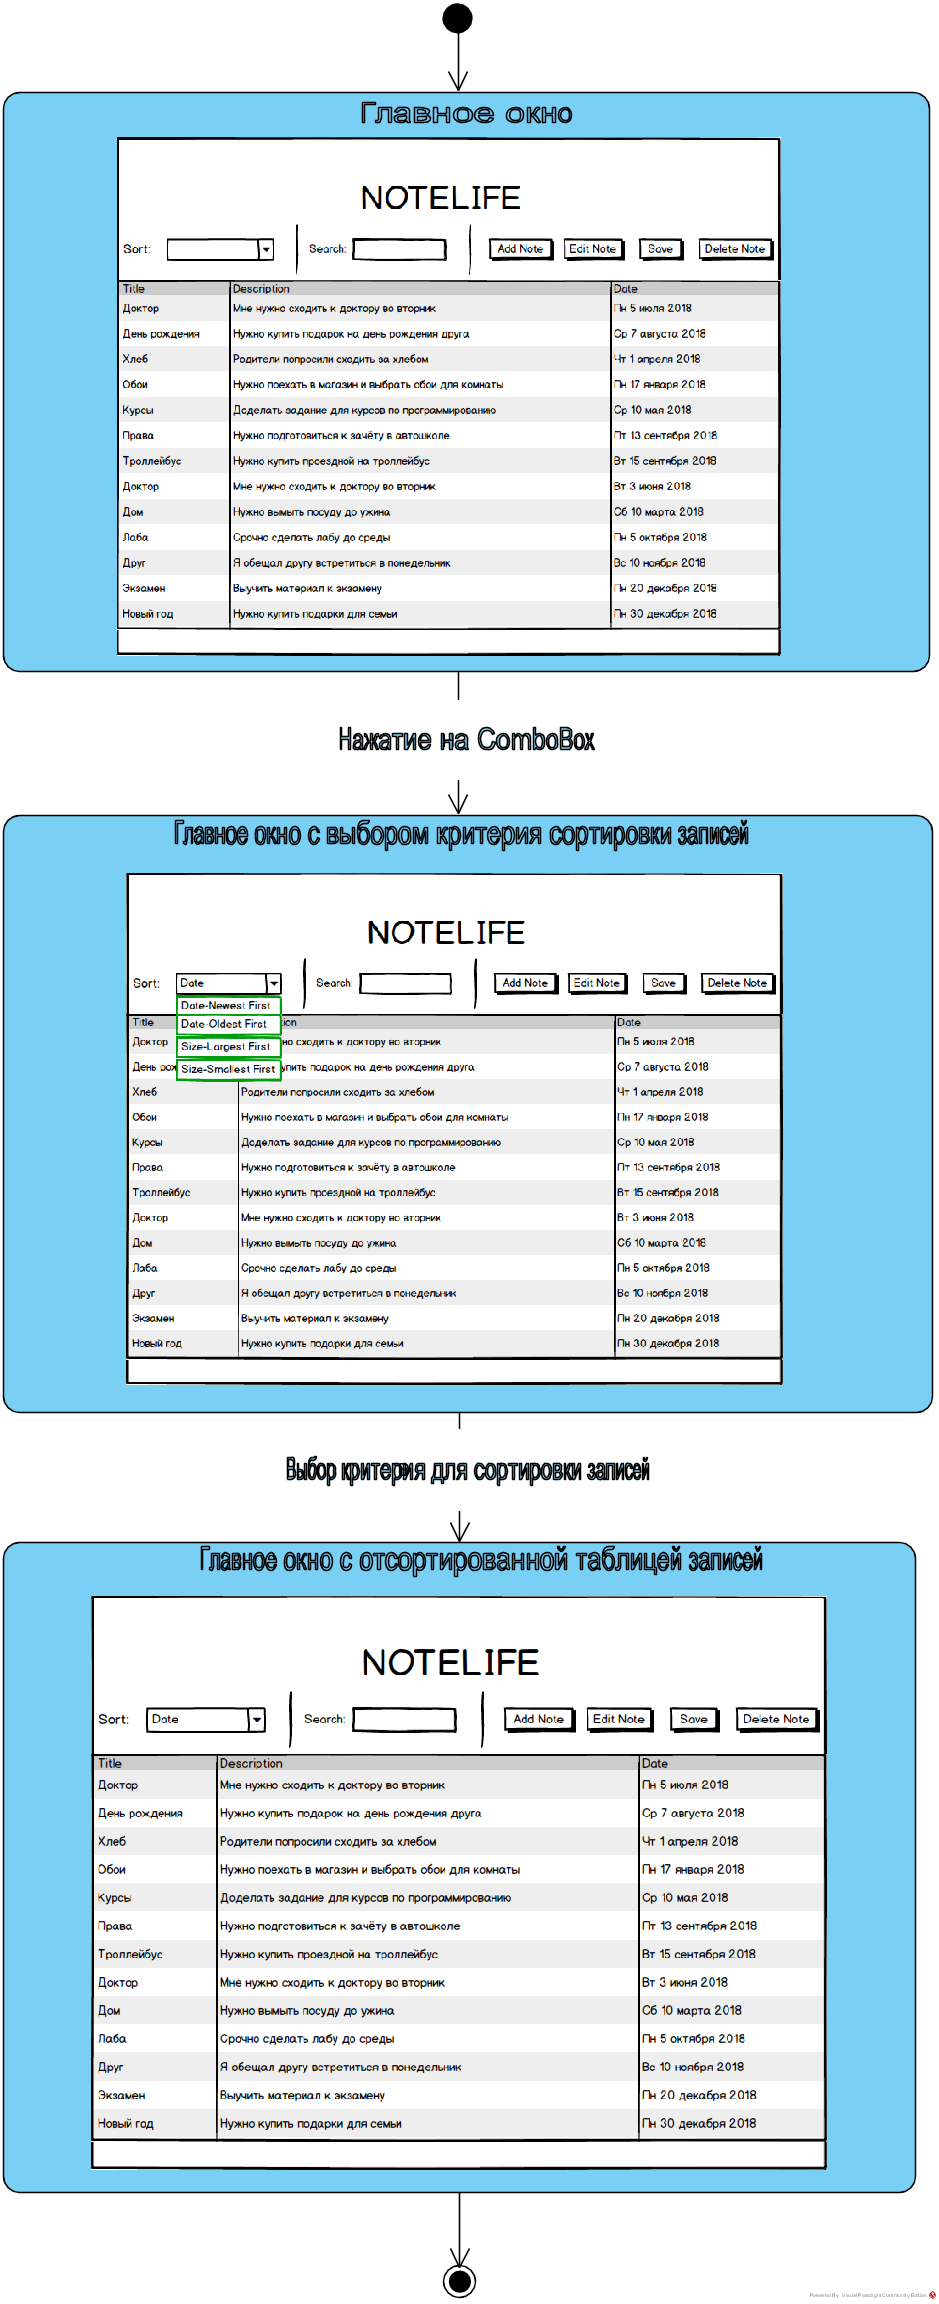 Главное окно
NOTELIFE
Sort: Search: Add Note Edit Note Save Delete Note
Title Description Date
Доктор Мне нужно сходить к доктору во вторник Пн 5 июля 2018
День рождения Нужно купить подарок на день рождения друга Ср 7 августа 2018
Хлеб Родители попросили сходить за хлебом Чт 1 апреля 2018
Обои Нужно поехать в магазин и выбрать обои для комнаты Пн 17 января 2018
Курсы Доделать задание для курсов по программированию Ср 10 мая 2018
Права Нужно подготовиться к зачёту в автошколе Пт 13 сентября 2018
Троллейбус Нужно купить проездной на троллейбус Вт 15 сентября 2018
Доктор Мне нужно сходить к доктору во вторник Вт 3 июня 2018
Дом Нужно вымыть посуду до ужина Сб 10 марта 2018
Лаба Срочно сделать лабу до среды Пн 5 октября 2018
Друг Я обещал другу встретиться в понедельник Вс 10 ноября 2018
Экзамен Выучить материал к экзамену Пн 20 декабря 2018
Новый год Нужно купить подарки для семьи Пн 30 декабря 2018
Нажатие на ComboBox
Главное окно с выбором критерия сортировки записей
NOTELIFE
Sort: Date Search: Add Note Edit Note Save Delete Note
Date-Newest First
Title Date-Oldest First ion Date
Доктор Size-Largest First но сходить к доктору во вторник Пн 5 июля 2018
День рож Size-Smallest First упить подарок на день рождения друга Ср 7 августа 2018
Хлеб Родители попросили сходить за хлебом Чт 1 апреля 2018
Обои Нужно поехать в магазин и выбрать обои для комнаты Пн 17 января 2018
Курсы Доделать задание для курсов по программированию Ср 10 мая 2018
Права Нужно подготовиться к зачёту в автошколе Пт 13 сентября 2018
Троллейбус Нужно купить проездной на троллейбус Вт 15 сентября 2018
Доктор Мне нужно сходить к доктору во вторник Вт 3 июня 2018
Дом Нужно вымыть посуду до ужина Сб 10 марта 2018
Лаба Срочно сделать лабу до среды Пн 5 октября 2018
Друг Я обещал другу встретиться в понедельник Вс 10 ноября 2018
Экзамен Выучить материал к экзамену Пн 20 декабря 2018
Новый год Нужно купить подарки для семьи Пн 30 декабря 2018
Выбор критерия для сортировки записей
Главное окно с отсортированной таблицей записей
NOTELIFE
Sort: Date Search: Add Note Edit Note Save Delete Note
Title Description Date
Доктор Мне нужно сходить к доктору во вторник Пн 5 июля 2018
День рождения Нужно купить подарок на день рождения друга Ср 7 августа 2018
Хлеб Родители попросили сходить за хлебом Чт 1 апреля 2018
Обои Нужно поехать в магазин и выбрать обои для комнаты Пн 17 января 2018
Курсы Доделать задание для курсов по программированию Ср 10 мая 2018
Права Нужно подготовиться к зачёту в автошколе Пт 13 сентября 2018
Троллейбус Нужно купить проездной на троллейбус Вт 15 сентября 2018
Доктор Мне нужно сходить к доктору во вторник Вт 3 июня 2018
Дом Нужно вымыть посуду до ужина Сб 10 марта 2018
Лаба Срочно сделать лабу до среды Пн 5 октября 2018
Друг Я обещал другу встретиться в понедельник Вс 10 ноября 2018
Экзамен Выучить материал к экзамену Пн 20 декабря 2018
Новый год Нужно купить подарки для семьи Пн 30 декабря 2018
Powered By Visual Paradigm Community Edition